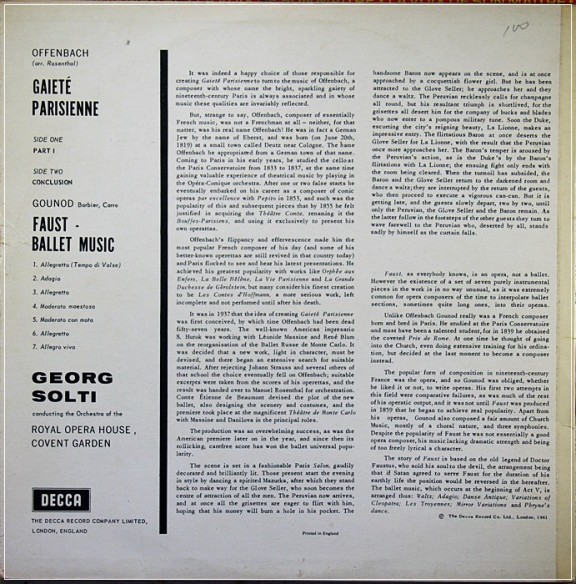 OFFENBACH
(arr. Rosenthal)
GAIETÉ
PARISIENNE
SIDE ONE
PART I
SIDE TWO
CONCLUSION
GOUNOD Barbier, Carre
FAUST -
BALLET MUSIC
1. Allegretto (Tempo di Valse)
2. Adagio
3. Allegretto
4. Moderato maestoso
5. Moderato con moto
6. Allegretto
7. Allegro vivo
GEORG
SOLTI
conducting the Orchestra of the
ROYAL OPERA HOUSE,
COVENT GARDEN
DECCA
THE DECCA RECORD COMPANY LIMITED,
LONDON, ENGLAND
It was indeed a happy choice of those responsible for
creating Gaieté Parisienne to turn to the music of Offenbach, a
composer with whose name the bright, sparkling gaiety of
nineteenth-century Paris is always associated and in whose
music these qualities are invariably reflected.
But, strange to say, Offenbach, composer of essentially
French music, was not a Frenchman at all – neither, for that
matter, was his real name Offenbach! He was in fact a German
Jew by the name of Eberst, and was born (on June 20th,
1819) at a small town called Deutz near Cologne. The name
Offenbach he appropriated from a German town of that name.
Coming to Paris in his early years, he studied the cello at
the Paris Conservatoire from 1833 to 1837, at the same time
gaining valuable experience of theatrical music by playing in
the Opéra-Comique orchestra. After one or two false starts he
eventually embarked on his career as a composer of comic
operas par excellence with Pepito in 1853, and such was the
popularity of this and subsequent pieces that by 1855 he felt
justified in acquiring the Théâtre Comte, renaming it the
Bouffes-Parisiens, and using it exclusively to present his
own operettas.
Offenbach's flippancy and effervescence made him the
most popular French composer of his day (and some of his
better-known operettas are still revived in that country today)
and Paris flocked to see and hear his latest presentations. He
achieved his greatest popularity with works like Orphée aux
Enfers, La Belle Hélène, La Vie Parisienne and La Grande
Duchesse de Gérolstein, but many consider his finest creation
to be Les Contes d'Hoffmann, a more serious work, left
incomplete and not performed until after his death.
It was in 1937 that the idea of creating Gaieté Parisienne
was first conceived, by which time Offenbach had been dead
fifty-seven years. The well-known American impresario
S. Hurok was working with Léonide Massine and René Blum
on the reorganisation of the Ballet Russe de Monte Carlo. It
was decided that a new work, light in character, must be
devised, and there began an extensive search for suitable
material. After rejecting Johann Strauss and several others of
that school the choice eventually fell on Offenbach; suitable
excerpts were taken from the scores of his operettas, and the
result was handed over to Manuel Rosenthal for orchestration.
Comte Étienne de Beaumont devised the plot of the new
ballet, also designing the scenery and costumes, and the
première took place at the magnificent Théâtre de Monte Carlo
with Massine and Danilova in the principal roles.
The production was an overwhelming success, as was the
American première later on in the year, and since then its
rollicking, carefree score has won the ballet universal popu-
larity.
The scene is set in a fashionable Paris Salon, gaudily
decorated and brilliantly lit. Those present start the evening
in style by dancing a spirited Mazurka, after which they stand
back to make way for the Glove Seller, who soon becomes the
centre of attraction of all the men. The Peruvian now arrives,
and at once all the grisettes are eager to flirt with him,
hoping that his money will burn a hole in his pocket. The
handsome Baron now appears on the scene, and is at once
approached by a coquettish flower girl. But he has been
attracted to the Glove Seller; he approaches her and they
dance a waltz. The Peruvian recklessly calls for champagne
all round, but his resultant triumph is shortlived, for the
grisettes all desert him for the company of bucks and blades
who now enter to a pompous military tune. Soon the Duke,
escorting the city's reigning beauty, La Lionne, makes an
impressive entry. The flirtatious Baron at once deserts the
Glove Seller for La Lionne, with the result that the Peruvian
once more approaches her. The Baron's temper is aroused by
the Peruvian's action, as is the Duke's by the Baron's
flirtations with La Lionne; the ensuing fight only ends with
the room being cleared. When the turmoil has subsided, the
Baron and the Glove Seller return to the darkened room and
dance a waltz; they are interrupted by the return of the guests,
who then proceed to execute a vigorous can-can. But it is
getting late, and the guests slowly depart, two by two, until
only the Peruvian, the Glove Seller and the Baron remain. As
the latter follow in the footsteps of the other guests they turn to
wave farewell to the Peruvian who, deserted by all, stands
sadly by himself as the curtain falls.
Faust, as everybody knows, is an opera, not a ballet.
However the existence of a set of seven purely instrumental
pieces in the work is in no way unusual, as it was extremely
common for opera composers of the time to interpolate ballet
sections, sometimes quite long ones, into their operas.
Unlike Offenbach Gounod really was a French composer
born and bred in Paris. He studied at the Paris Conservatoire
and must have been a talented student, for in 1839 he obtained
the coveted Prix de Rome. At one time he thought of going
into the Church, even doing extensive training for his ordina-
tion, but decided at the last moment to become a composer
instead.
The popular form of composition in nineteenth-century
France was the opera, and so Gounod was obliged, whether
he liked it or not, to write operas. His first two attempts in
this field were comparative failures, as was much of the rest
of his operatic output, and it was not until Faust was produced
in 1859 that he began to achieve real popularity. Apart from
his operas, Gounod also composed a fair amount of Church
Music, mostly of a choral nature, and three symphonies.
Despite the popularity of Faust he was not essentially a good
opera composer, his music lacking dramatic strength and being
of too freely lyrical a character.
The story of Faust is based on the old legend of Doctor
Faustus, who sold his soul to the devil, the arrangement being
that if Satan agreed to serve Faust for the duration of his
earthly life the position would be reversed in the hereafter.
The ballet music, which occurs at the beginning of Act V, is
arranged thus: Waltz; Adagio; Danse Antique; Variations of
Cleopatra; Les Troyennes; Mirror Variations and Phryne's
dance.
© The Decca Record Co. Ltd., London, 1961
Printed in England